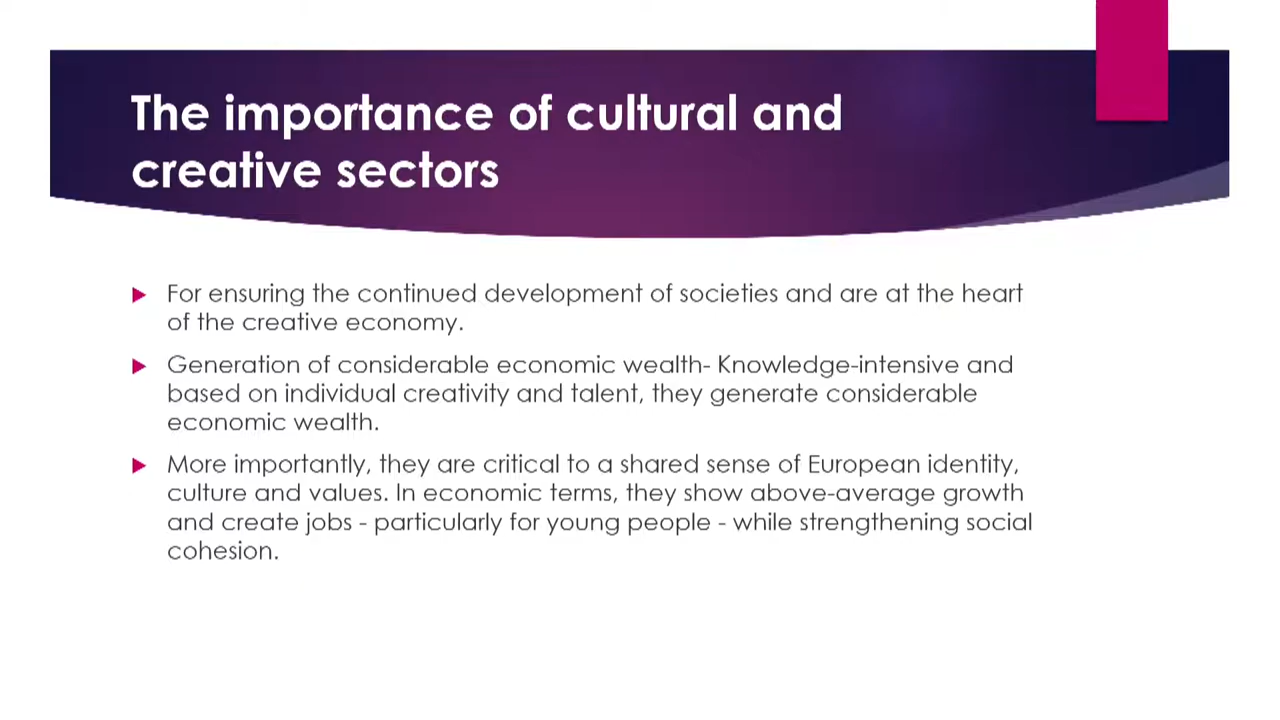 The importance of cultural and
creative sectors
For ensuring the continued development of societies and are at the heart
of the creative economy.
Generation of considerable economic wealth- Knowledge-intensive and
based on individual creativity and talent, they generate considerable
economic wealth.
More importantly, they are critical to a shared sense of European identity,
culture and values. In economic terms, they show above-average growth
and create jobs - particularly for young people - while strengthening social
cohesion.